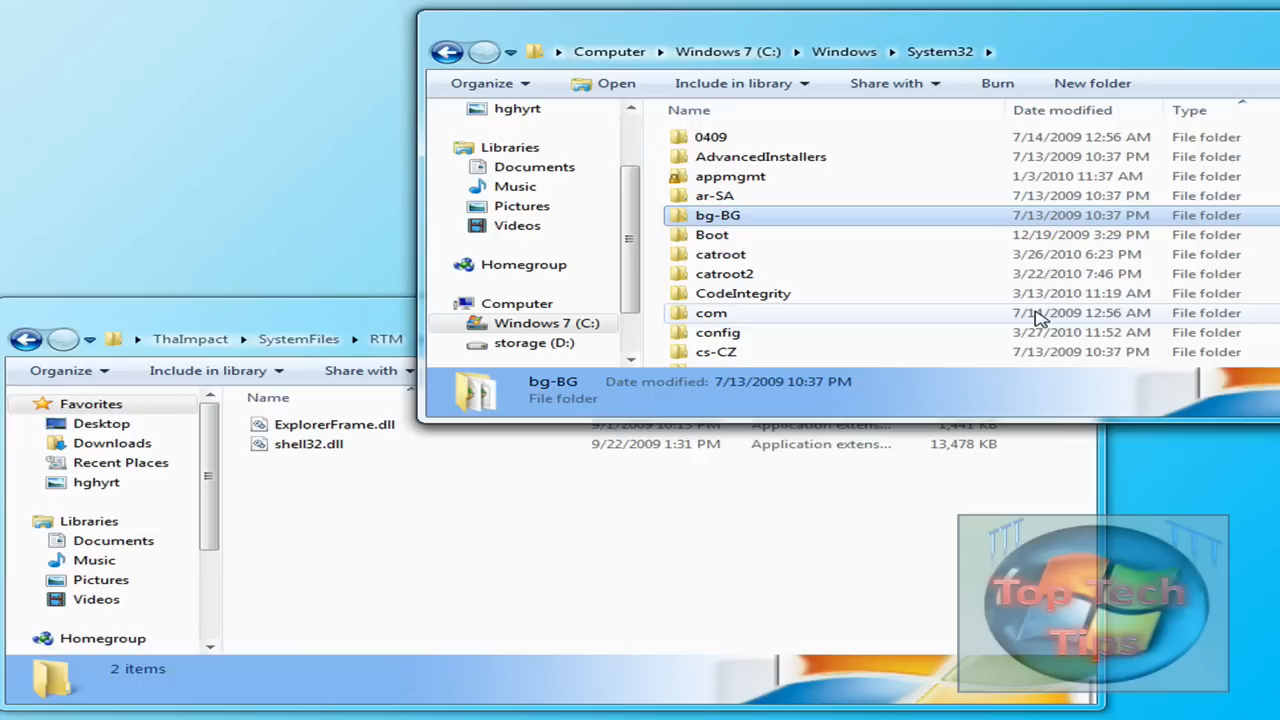 Computer Windows 7 (C:) Windows System32
Organize Open Include in library Share with Burn New folder
hghyrt
Libraries
Documents
Music
Pictures
Videos
Homegroup
Computer
Windows 7 (C:)
storage (D:)
Name Date modified Type
0409 7/14/2009 12:56 AM File folder
AdvancedInstallers 7/13/2009 10:37 PM File folder
appmgmt 1/3/2010 11:37 AM File folder
ar-SA 7/13/2009 10:37 PM File folder
bg-BG 7/13/2009 10:37 PM File folder
Boot 12/19/2009 3:29 PM File folder
catroot 3/26/2010 6:23 PM File folder
catroot2 3/22/2010 7:46 PM File folder
CodeIntegrity 3/13/2010 11:19 AM File folder
com 12:56 AM File folder
config 3/27/2010 11:52 AM File folder
cs-CZ 7/13/2009 10:37 PM File folder
bg-BG Date modified: 7/13/2009 10:37 PM
File folder
ThaImpact SystemFiles RTM
Organize Include in library Share with
Favorites
Desktop
Downloads
Recent Places
hghyrt
Libraries
Documents
Music
Pictures
Videos
Homegroup
Name
ExplorerFrame.dll 9/1/2009 10:15 PM Application extens... 1,441 KB
shell32.dll 9/22/2009 1:31 PM Application extens... 13,478 KB
2 items
TTT
TTT
Top Tech
Tips